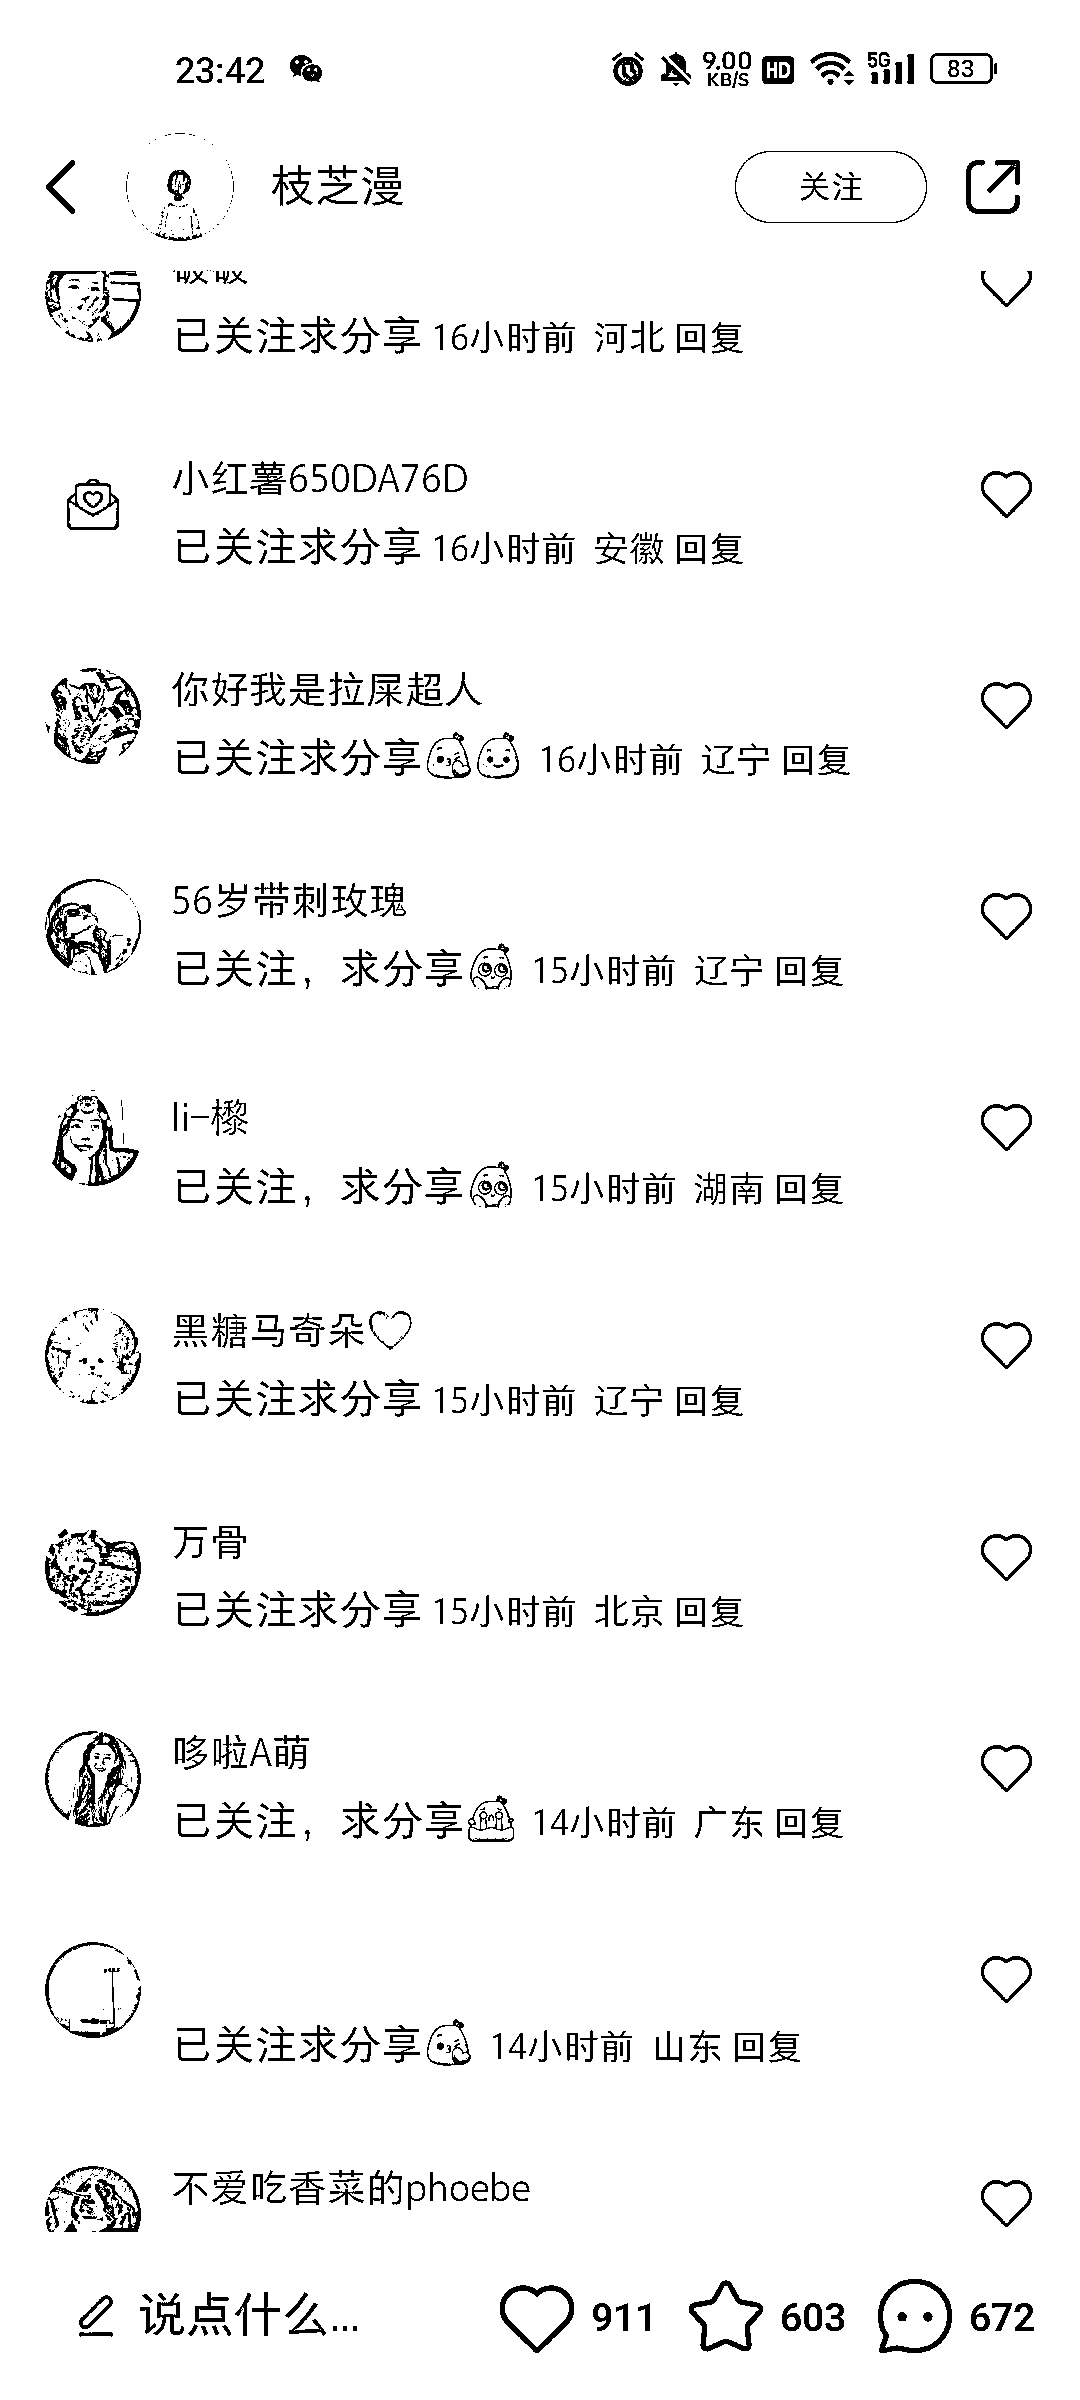 23:42 9.00 KB/S HD 5G 83
枝芝漫 关注
已关注求分享 16小时前 河北 回复
小红薯650DA76D
已关注求分享 16小时前 安徽 回复
你好我是拉屎超人
已关注求分享 16小时前 辽宁 回复
56岁带刺玫瑰
已关注，求分享 15小时前 辽宁 回复
li-檪
已关注，求分享 15小时前 湖南 回复
黑糖马奇朵♡
已关注求分享 15小时前 辽宁 回复
万骨
已关注求分享 15小时前 北京 回复
哆啦A萌
已关注，求分享 14小时前 广东 回复
已关注求分享 14小时前 山东 回复
不爱吃香菜的phoebe
说点什么... 911 603 672